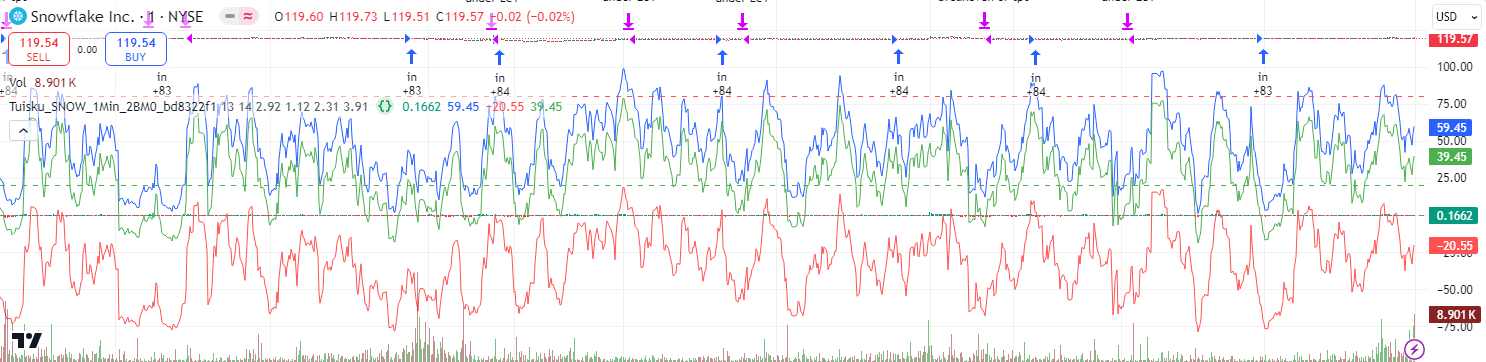 Snowflake Inc. · 1 · NYSE
O119.60 H119.73 L119.51 C119.57 −0.02 (−0.02%)
USD
119.54
SELL
0.00
119.54
BUY
119.57
100.00
in
+84
Vol 8.901 K
in
+83
in
+83
in
+84
in
+84
in
+84
in
+84
in
+83
Tuisku_SNOW_1Min_2BM0_bd8322f1 13 14 2.92 1.12 2.31 3.91 {} 0.1662 59.45 −20.55 39.45
75.00
59.45
50.00
39.45
25.00
0.1662
−20.55
−25.00
−50.00
8.901 K
−75.00